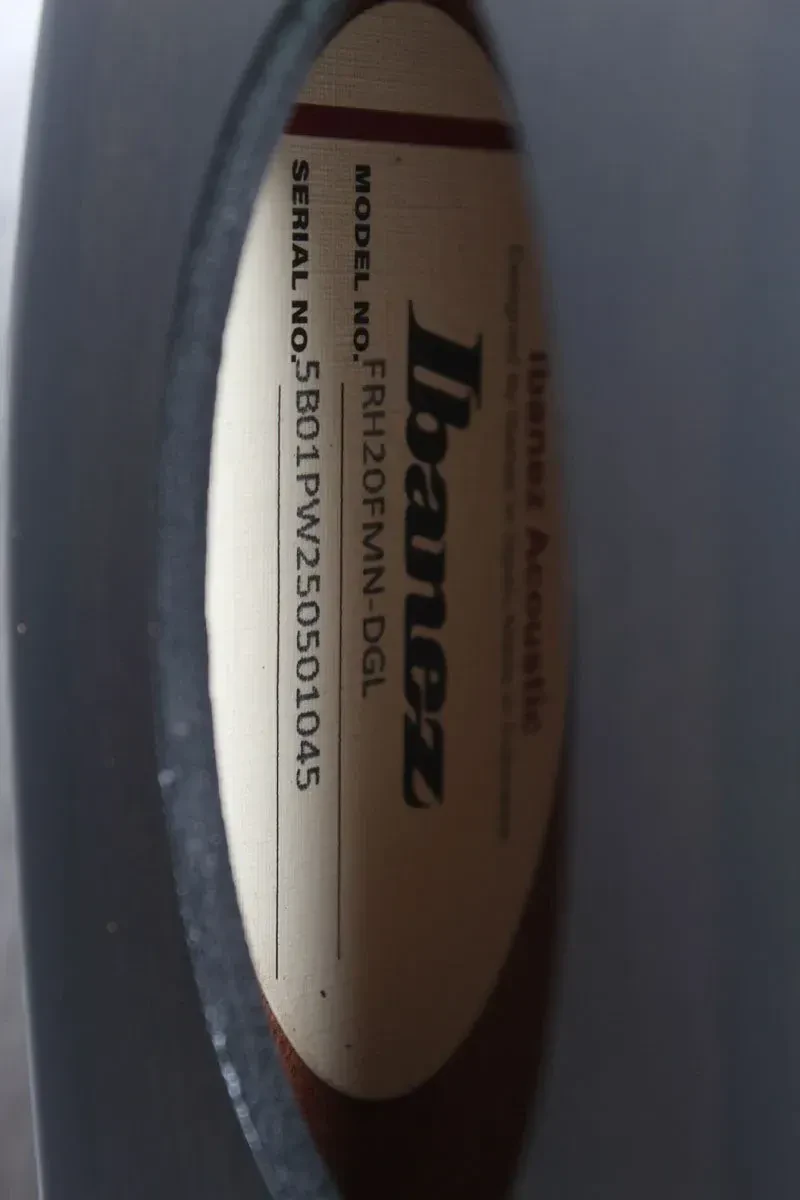 Ibanez Acoustic
Ibanez
MODEL NO. FRH20FMN-DGL
SERIAL NO. 5B01PW250501045